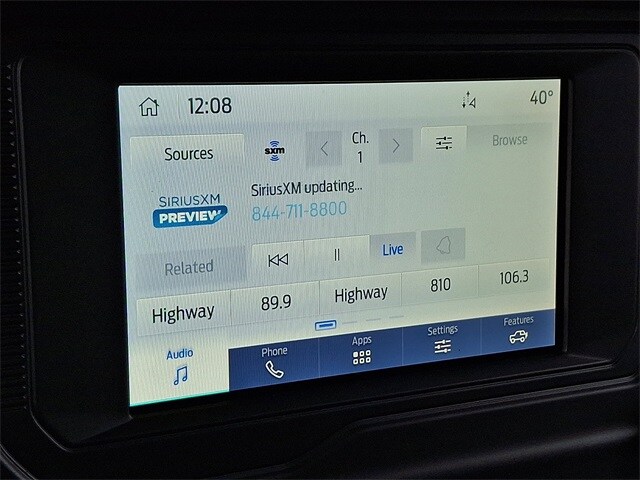 12:08
40°
Sources
sxm
Ch.
1
Browse
SIRIUSXM
PREVIEW
SiriusXM updating...
844-711-8800
Related
Live
Highway
89.9
Highway
810
106.3
Audio
Phone
Apps
Settings
Features